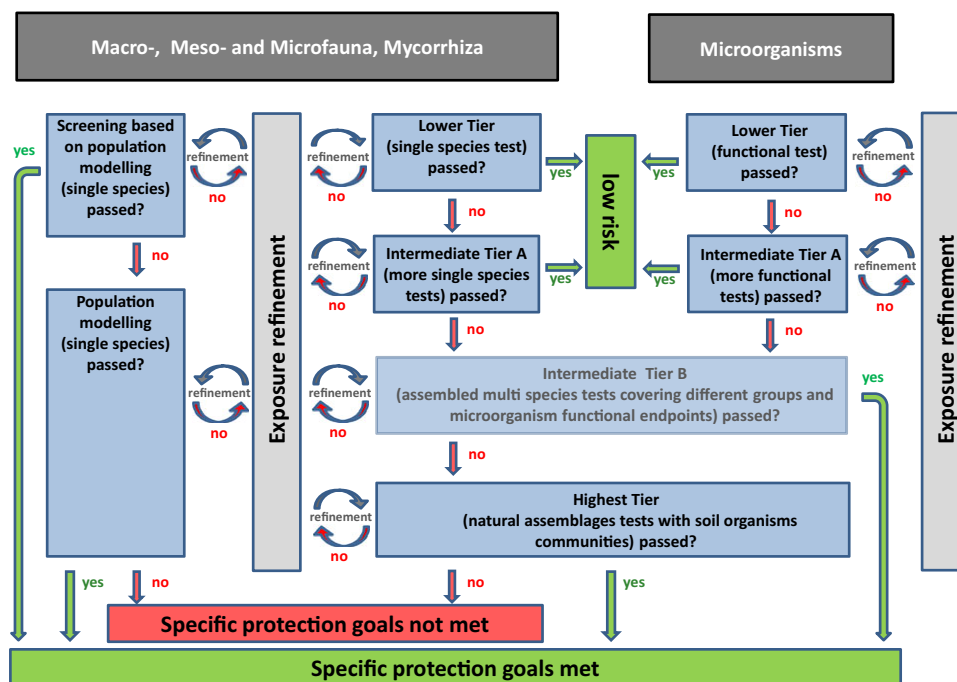 Macro-, Meso- and Microfauna, Mycorrhiza
Microorganisms
Screening based
on population
modelling
(single species)
passed?
yes
refinement
no
no
Population
modelling
(single species)
passed?
refinement
no
yes
no
Exposure refinement
refinement
no
Lower Tier
(single species test)
passed?
yes
no
refinement
no
Intermediate Tier A
(more single species
tests) passed?
yes
no
low risk
Lower Tier
(functional test)
passed?
yes
refinement
no
no
Intermediate Tier A
(more functional
tests) passed?
yes
refinement
no
no
Exposure refinement
refinement
no
Intermediate Tier B
(assembled multi species tests covering different groups and
microorganism functional endpoints) passed?
yes
no
refinement
no
Highest Tier
(natural assemblages tests with soil organisms
communities) passed?
no
yes
Specific protection goals not met
Specific protection goals met